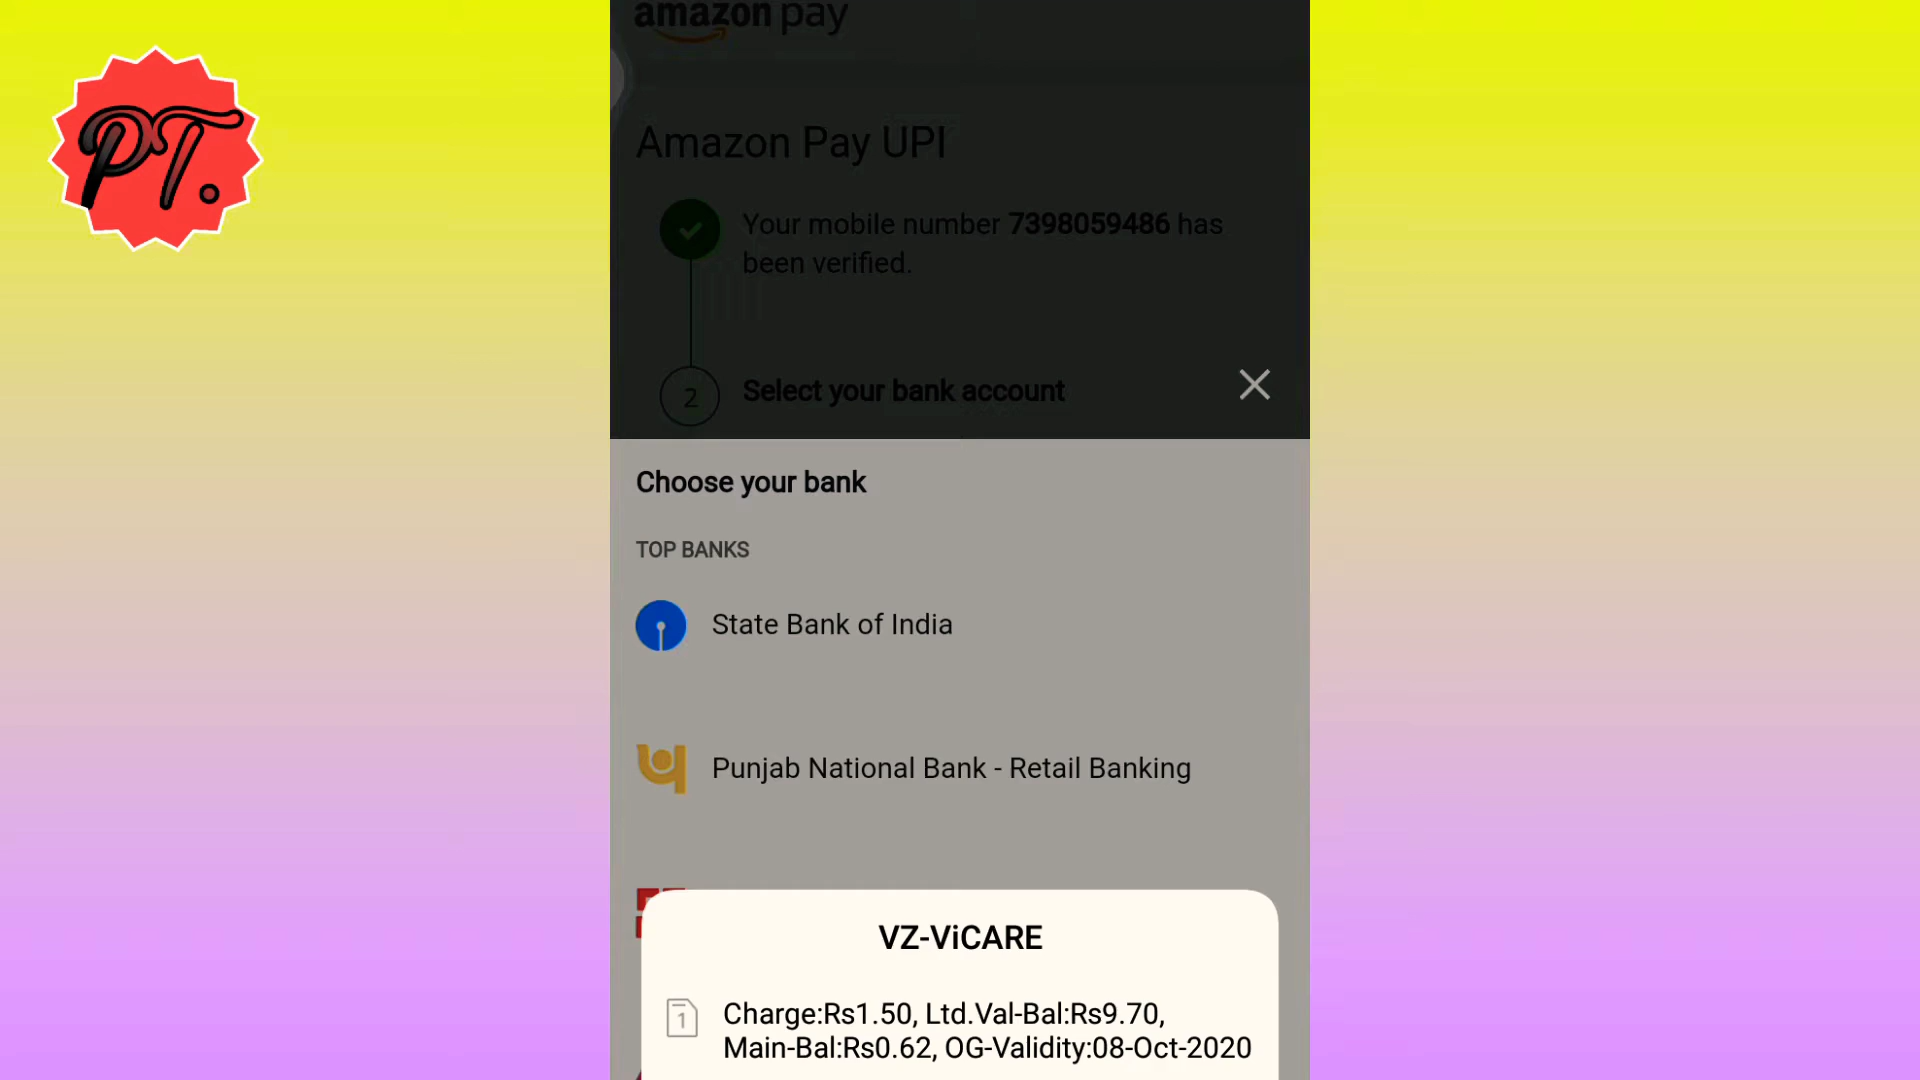 PT.
amazon pay
Amazon Pay UPI
Your mobile number 7398059486 has
been verified.
2 Select your bank account
Choose your bank
TOP BANKS
State Bank of India
Punjab National Bank - Retail Banking
VZ-ViCARE
1 Charge:Rs1.50, Ltd.Val-Bal:Rs9.70,
Main-Bal:Rs0.62, OG-Validity:08-Oct-2020